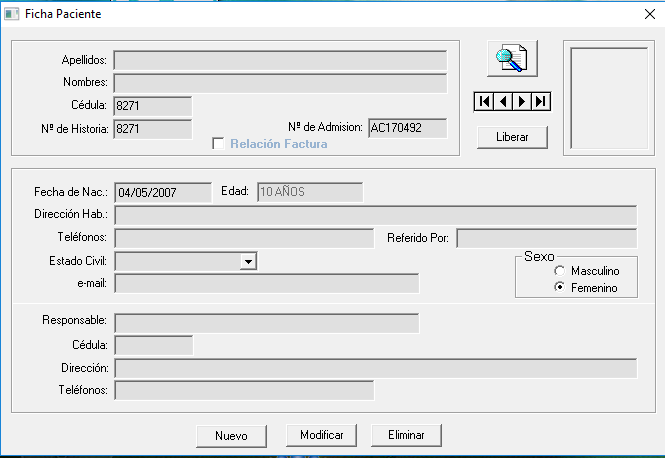 Ficha Paciente
Apellidos:
Nombres:
Cédula: 8271
Nº de Historia: 8271
Nº de Admision: AC170492
Relación Factura
Liberar
Fecha de Nac.: 04/05/2007 Edad: 10 AÑOS
Dirección Hab.:
Teléfonos: Referido Por:
Estado Civil:
Sexo
Masculino
Femenino
e-mail:
Responsable:
Cédula:
Dirección:
Teléfonos:
Nuevo Modificar Eliminar